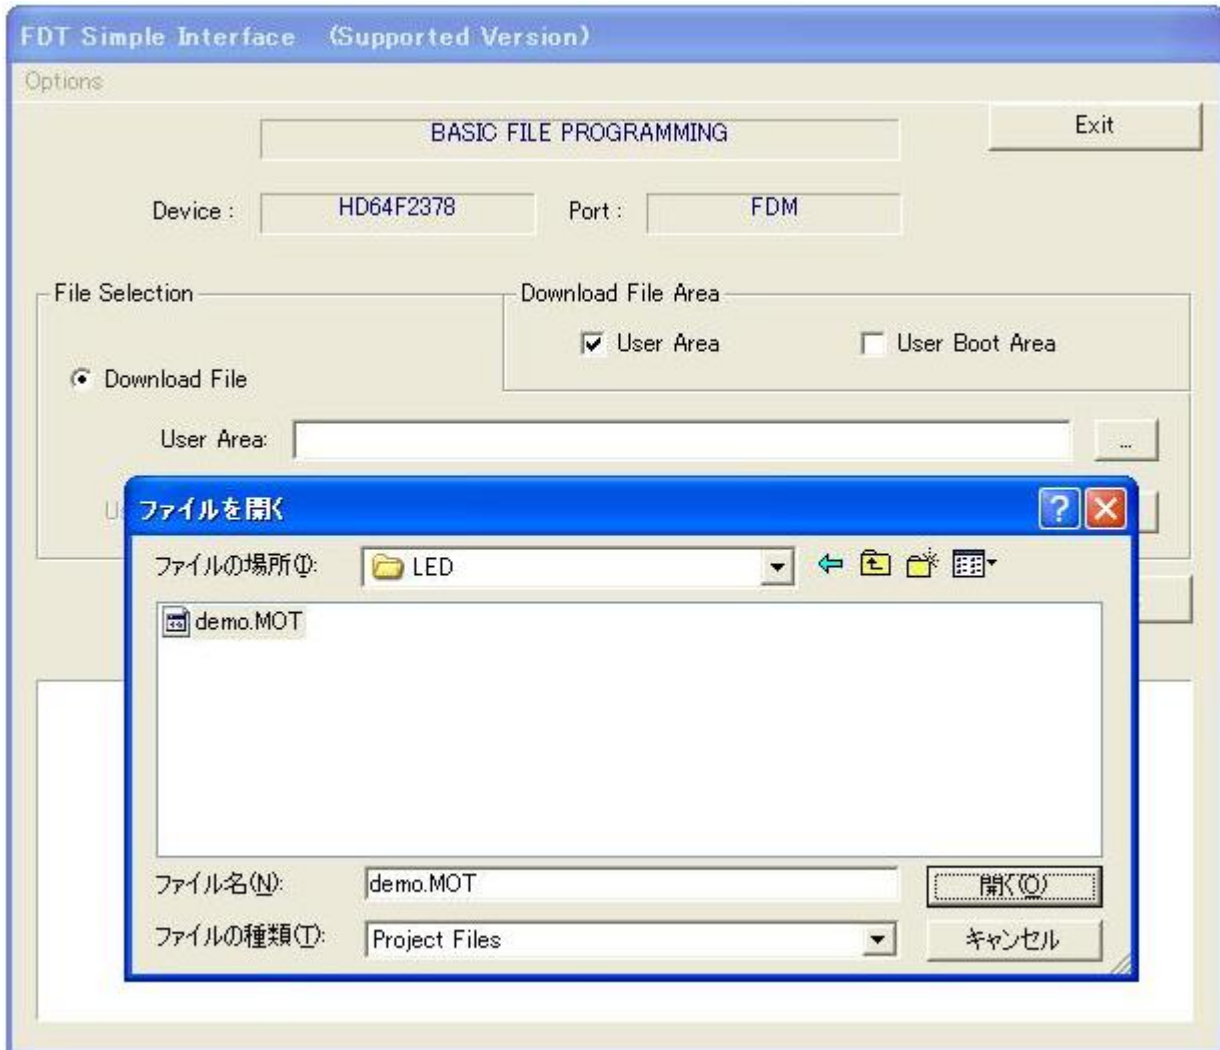 FDT Simple Interface (Supported Version)
Options
BASIC FILE PROGRAMMING
Exit
Device :
HD64F2378
Port :
FDM
File Selection
Download File Area
User Area
User Boot Area
Download File
User Area:
...
ファイルを開く
ファイルの場所(I):
LED
demo.MOT
ファイル名(N):
demo.MOT
開く(O)
ファイルの種類(T):
Project Files
キャンセル